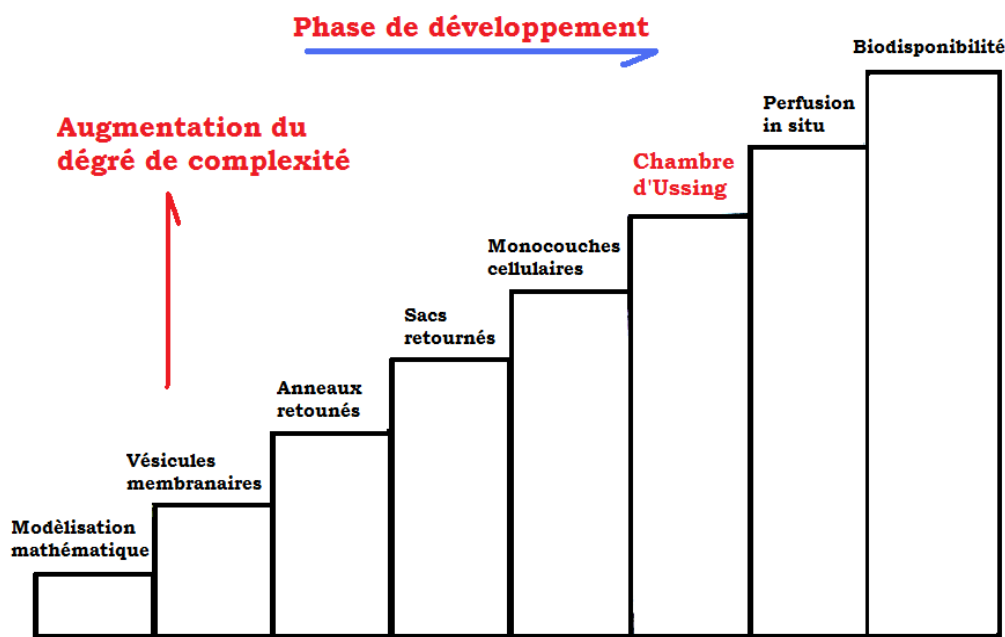 Phase de développement
Biodisponibilité
Perfusion
in situ
Augmentation du
dégré de complexité
Chambre
d'Ussing
Monocouches
cellulaires
Sacs
retournés
Anneaux
retounés
Vésicules
membranaires
Modèlisation
mathématique